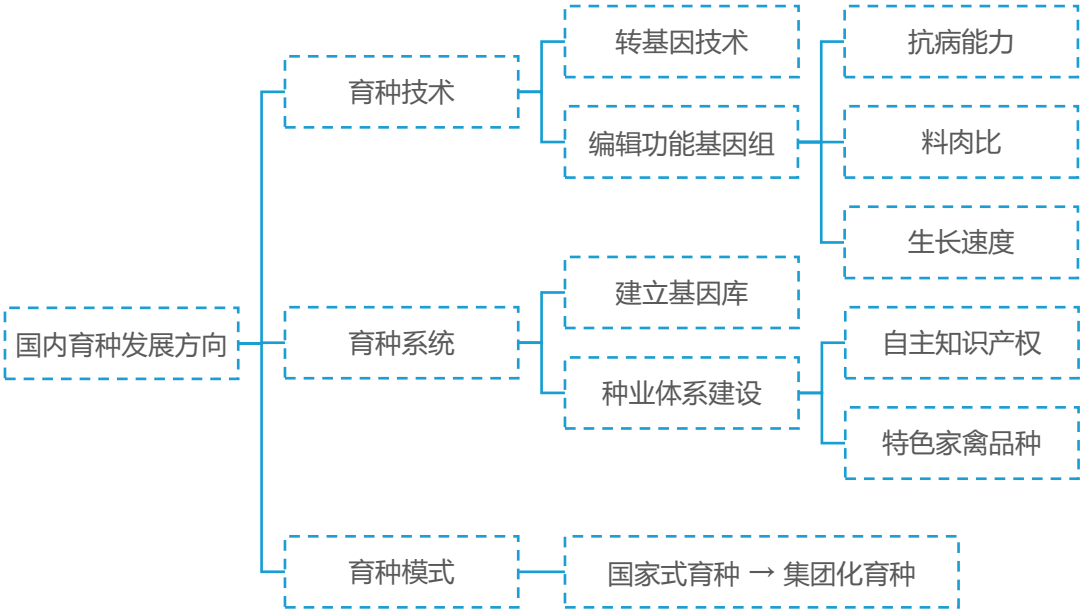 国内育种发展方向
育种技术
转基因技术
编辑功能基因组
抗病能力
料肉比
生长速度
育种系统
建立基因库
种业体系建设
自主知识产权
特色家禽品种
育种模式
国家式育种 → 集团化育种